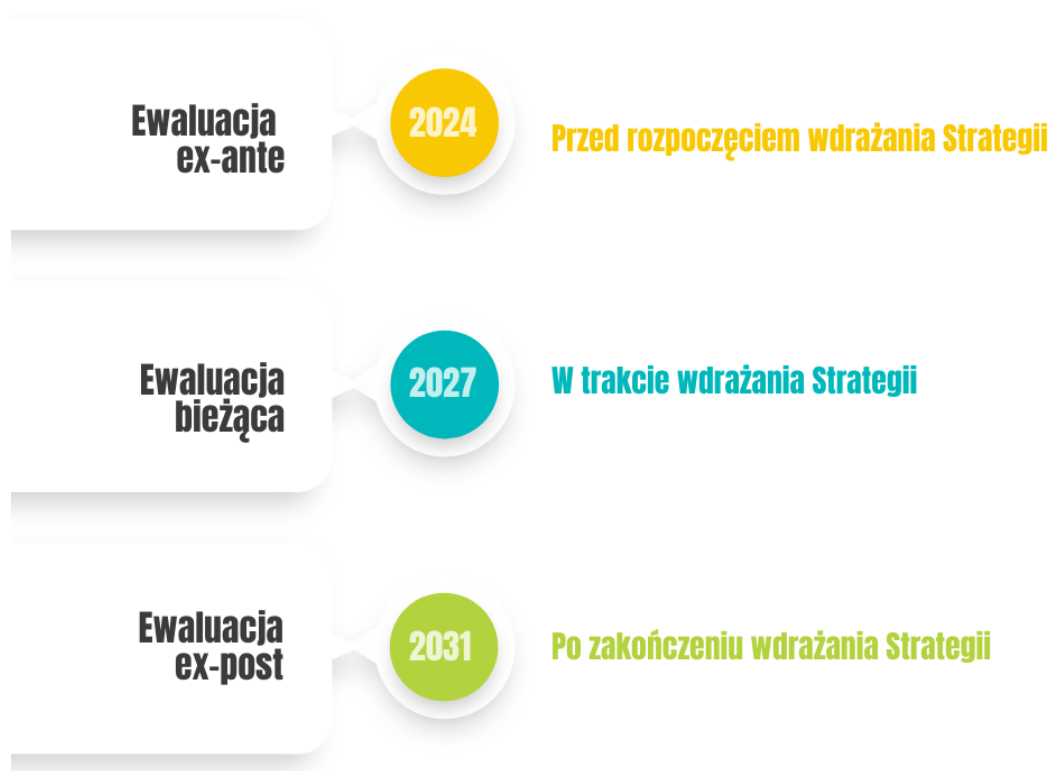 Ewaluacja
ex-ante
2024
Przed rozpoczęciem wdrażania Strategii
Ewaluacja
bieżąca
2027
W trakcie wdrażania Strategii
Ewaluacja
ex-post
2031
Po zakończeniu wdrażania Strategii